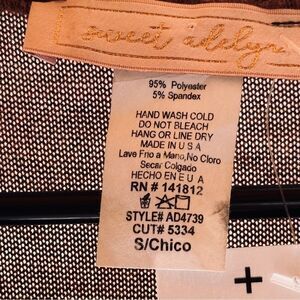 sweet adelyn
95% Polyester
5% Spandex
HAND WASH COLD
DO NOT BLEACH
HANG OR LINE DRY
MADE IN U S A
Lave Frio a Mano, No Cloro
Secar Colgado
HECHO EN E U A
RN # 141812
STYLE# AD4739
CUT# 5334
S/Chico
+